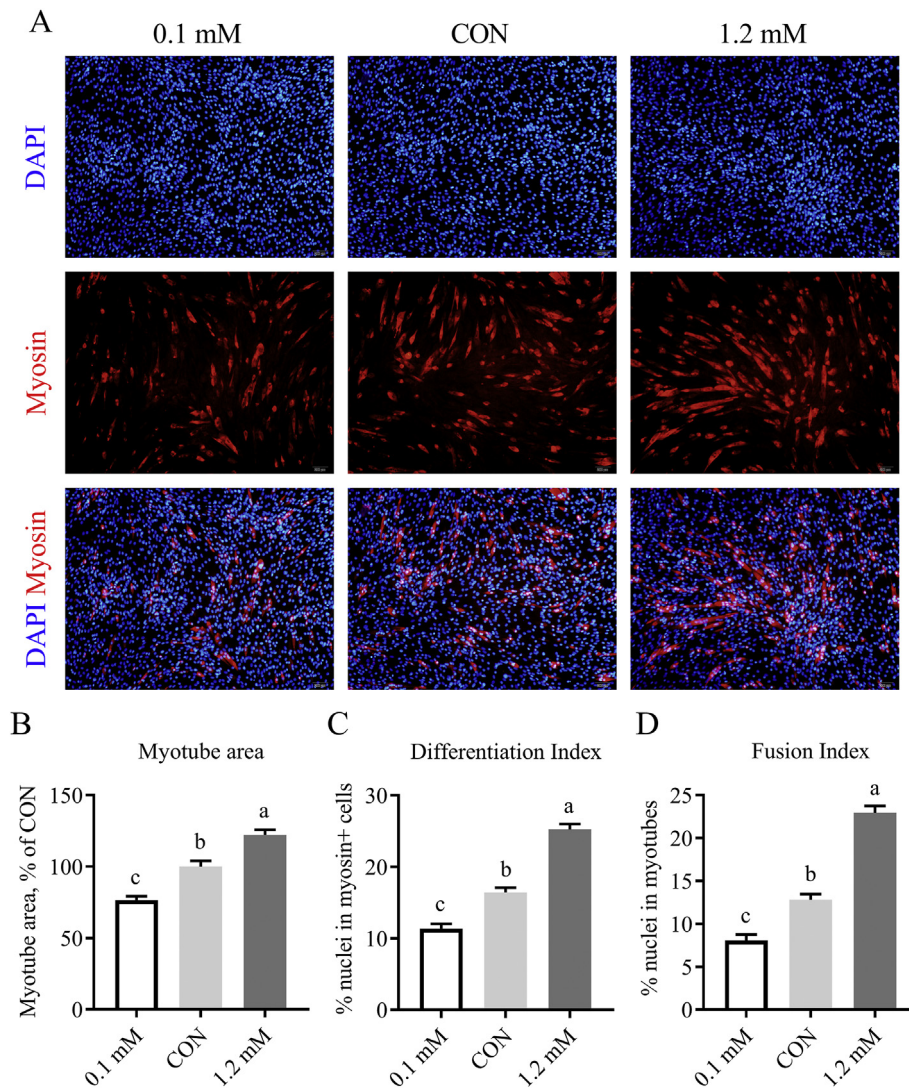 A
0.1 mM CON 1.2 mM
DAPI
Myosin
DAPI Myosin
B
Myotube area
Myotube area, % of CON
150
100
50
0
c
b
a
0.1 mM
CON
1.2 mM
C
Differentiation Index
% nuclei in myosin+ cells
30
20
10
0
c
b
a
0.1 mM
CON
1.2 mM
D
Fusion Index
% nuclei in myotubes
25
20
15
10
5
0
c
b
a
0.1 mM
CON
1.2 mM